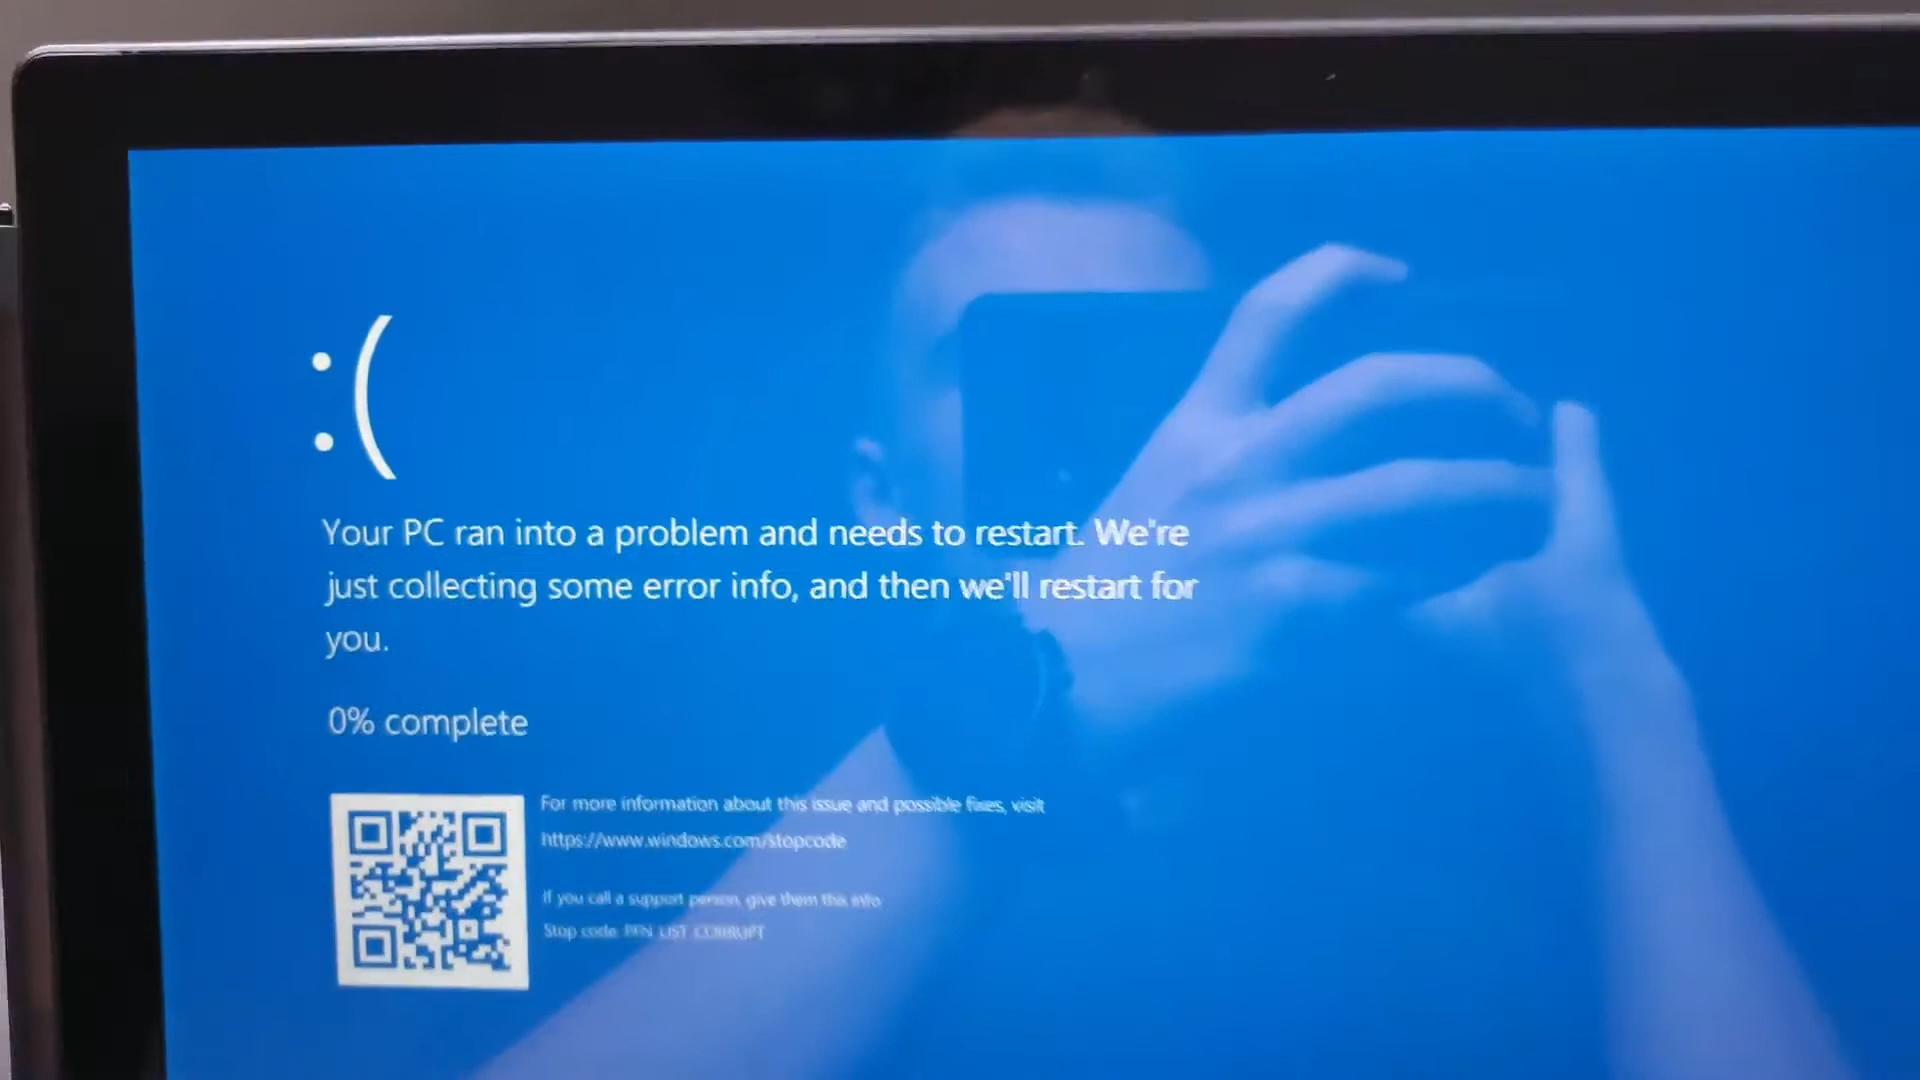 :(
Your PC ran into a problem and needs to restart. We're
just collecting some error info, and then we'll restart for
you.
0% complete
For more information about this issue and possible fixes, visit
https://www.windows.com/stopcode
If you call a support person, give them this info
Stop code: PFN_LIST_CORRUPT